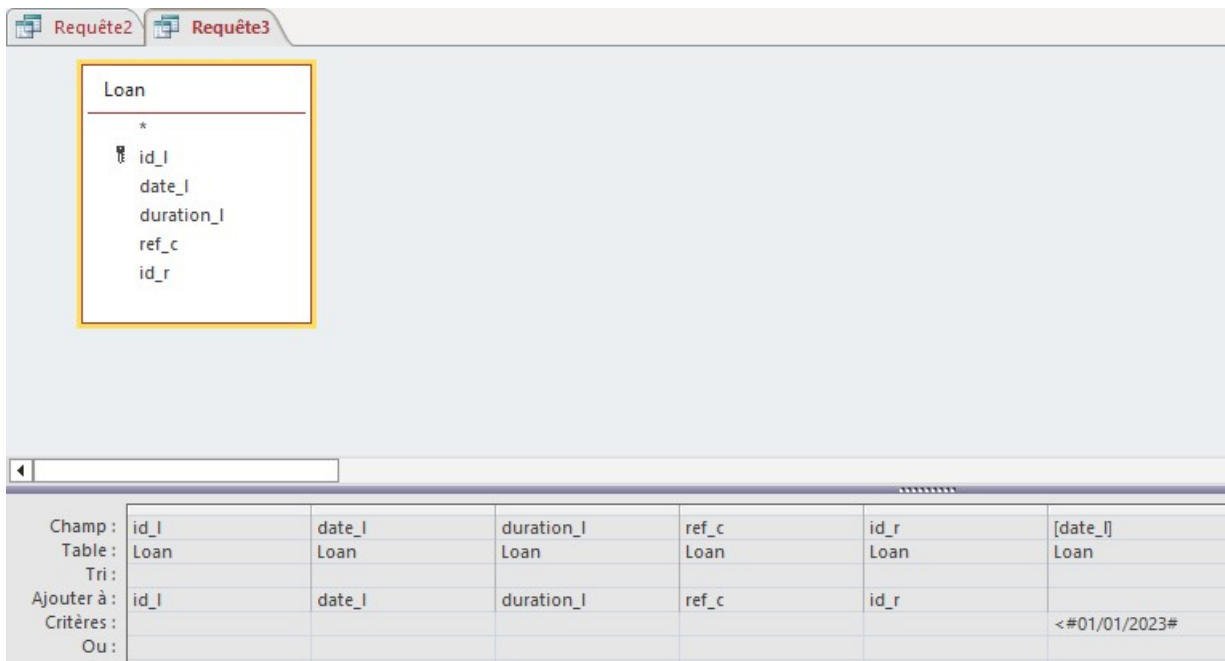 Requête2 Requête3
Loan
*
id_l
date_l
duration_l
ref_c
id_r
Champ : id_l date_l duration_l ref_c id_r [date_l]
Table : Loan Loan Loan Loan Loan Loan
Tri :
Ajouter à : id_l date_l duration_l ref_c id_r
Critères : <#01/01/2023#
Ou :